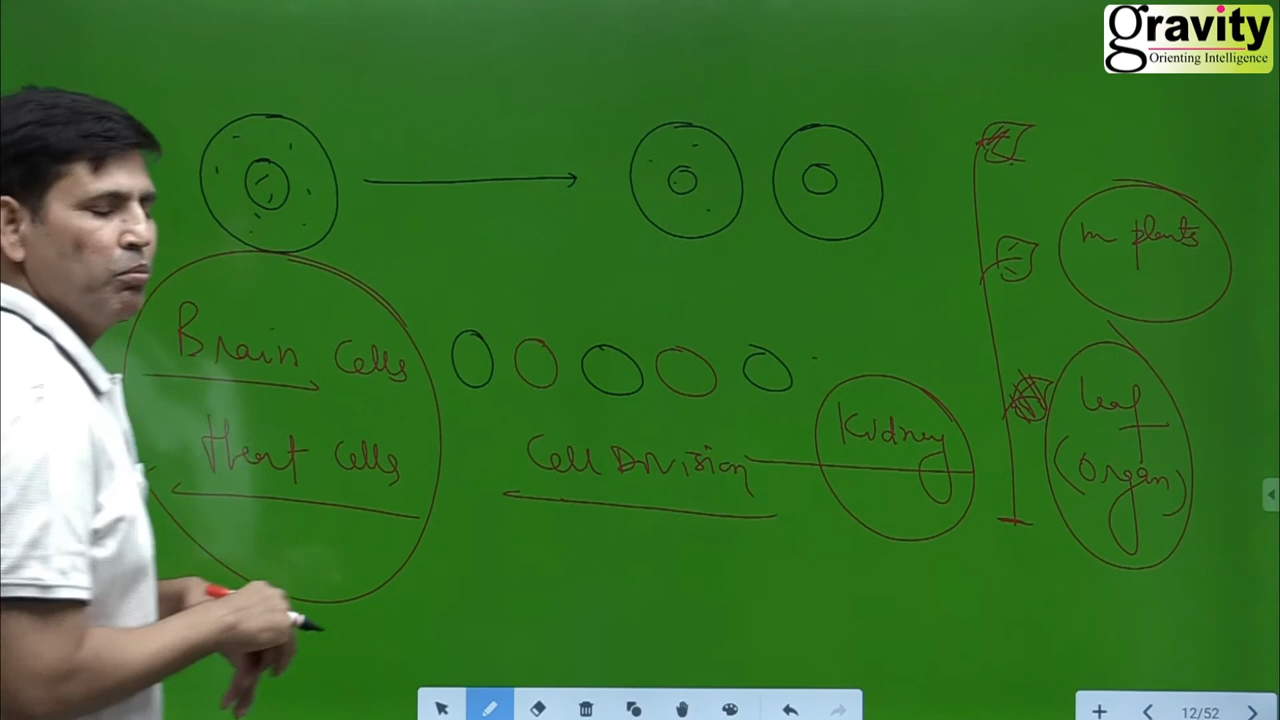 gravity
Orienting Intelligence
in plants
Brain Cells
Heart Cells
Cell Division
Kidney
leaf
(Organ)
12/52